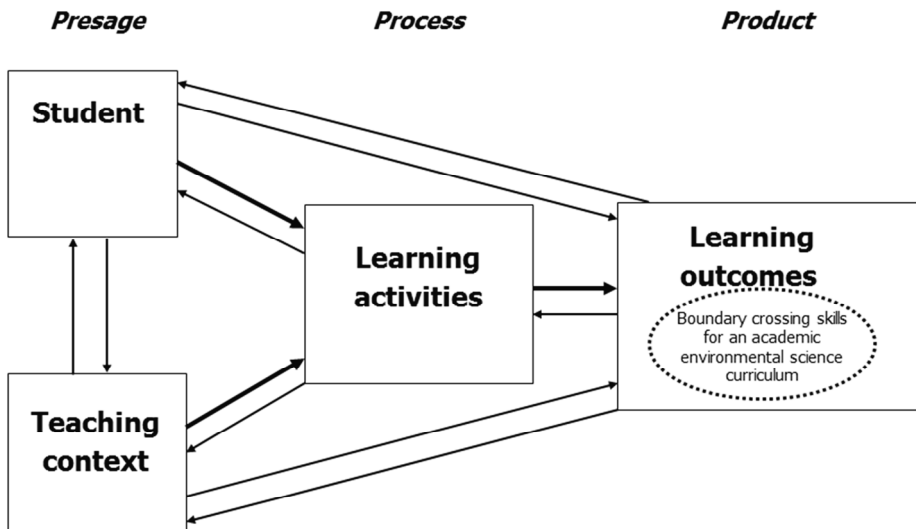 Presage
Process
Product
Student
Learning
activities
Learning
outcomes
Boundary crossing skills
for an academic
environmental science
curriculum
Teaching
context